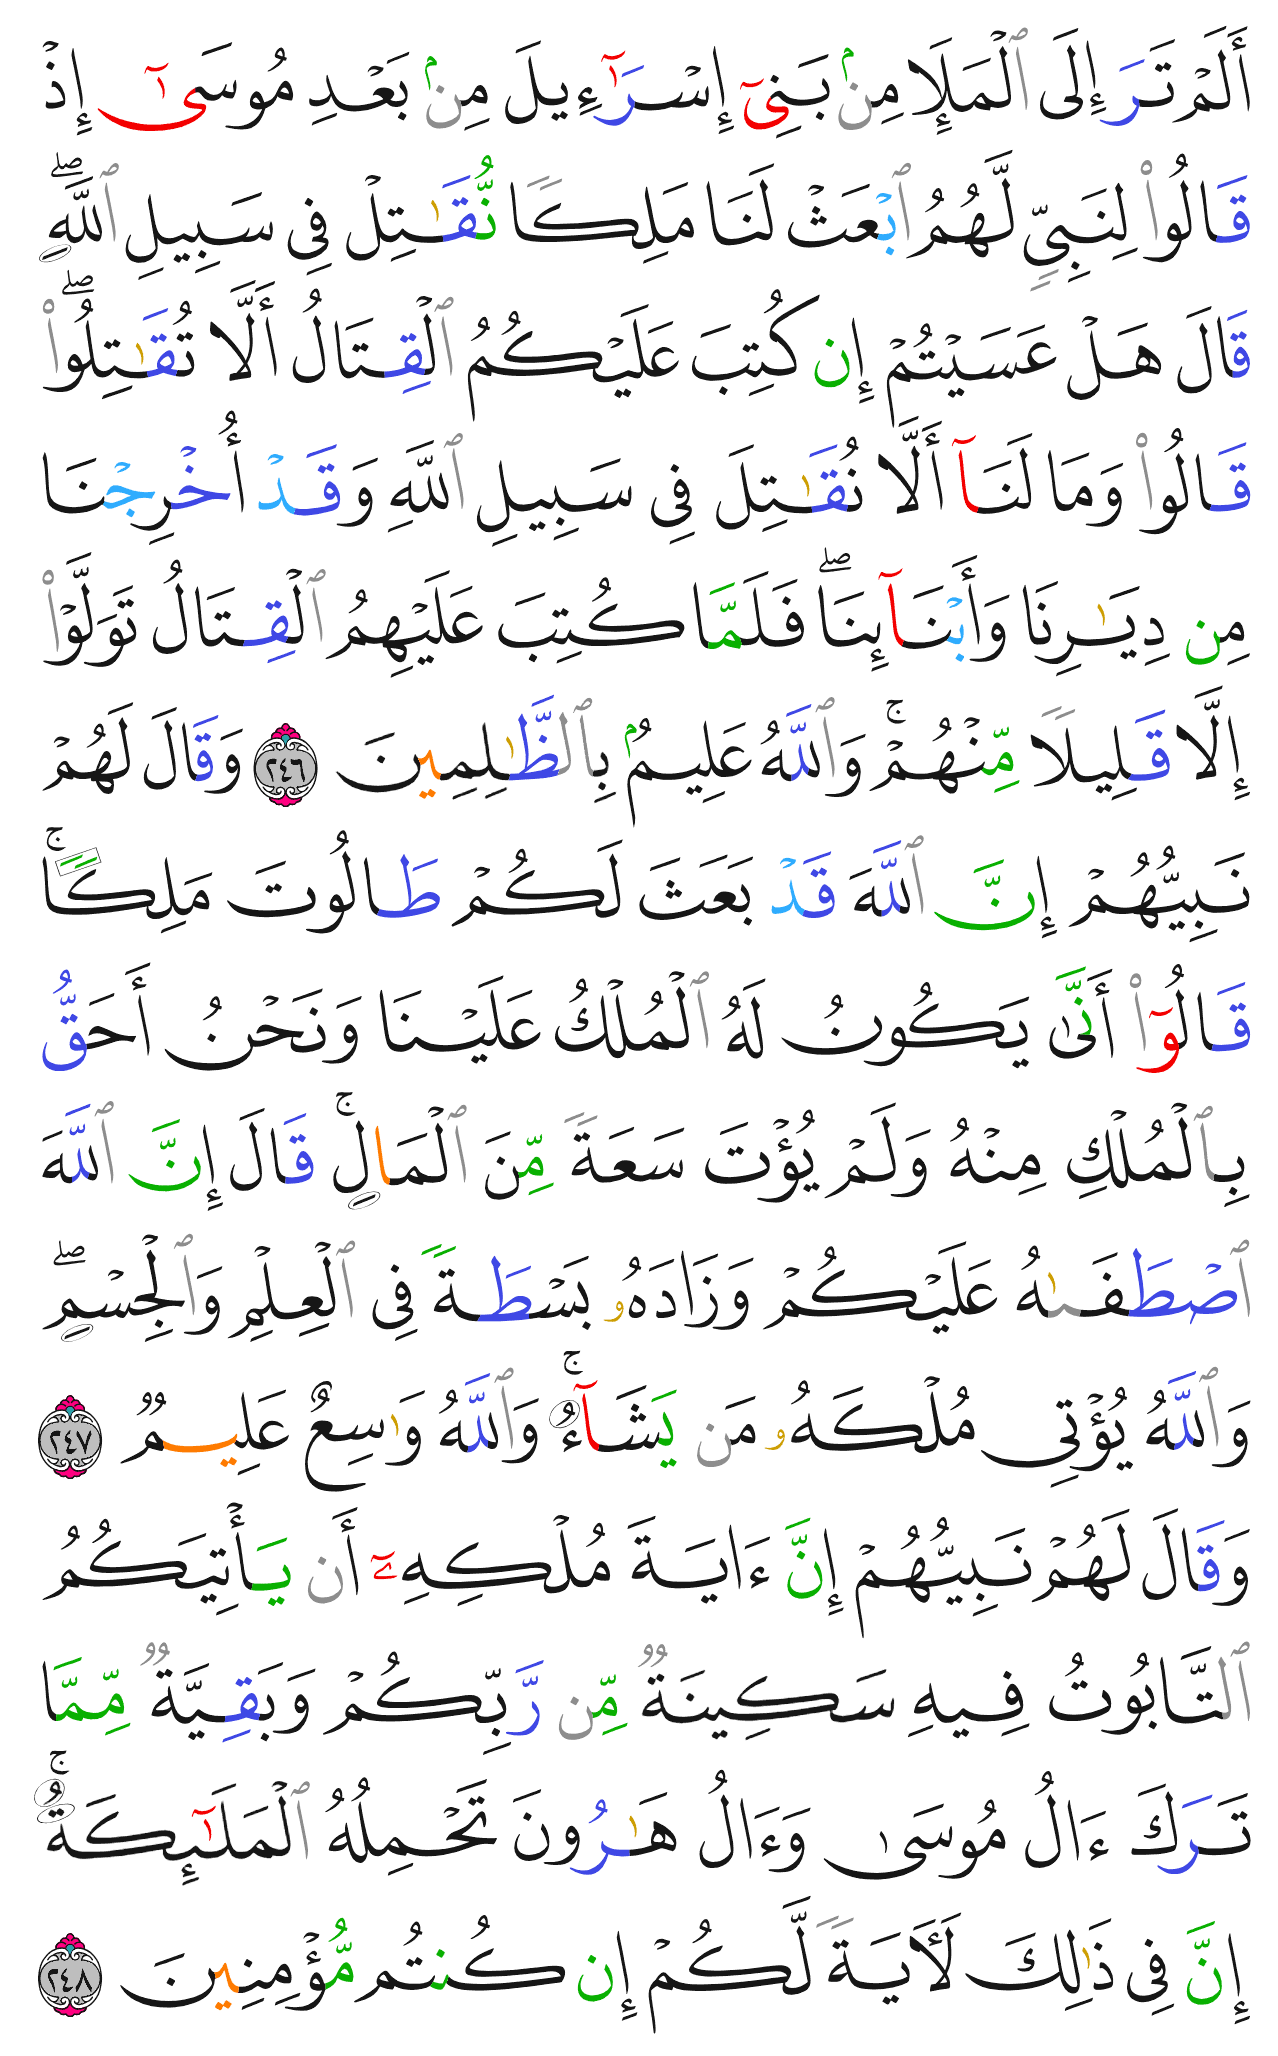 أَلَمْ تَرَ إِلَى ٱلْمَلَإِ مِنۢ بَنِىٓ إِسْرَٰٓءِيلَ مِنۢ بَعْدِ مُوسَىٰٓ إِذْ
قَالُوا۟ لِنَبِىٍّ لَّهُمُ ٱبْعَثْ لَنَا مَلِكًا نُّقَـٰتِلْ فِى سَبِيلِ ٱللَّهِ ۖ
قَالَ هَلْ عَسَيْتُمْ إِن كُتِبَ عَلَيْكُمُ ٱلْقِتَالُ أَلَّا تُقَـٰتِلُوا۟ ۖ
قَالُوا۟ وَمَا لَنَآ أَلَّا نُقَـٰتِلَ فِى سَبِيلِ ٱللَّهِ وَقَدْ أُخْرِجْنَا
مِن دِيَـٰرِنَا وَأَبْنَآئِنَا ۖ فَلَمَّا كُتِبَ عَلَيْهِمُ ٱلْقِتَالُ تَوَلَّوْا۟
إِلَّا قَلِيلًا مِّنْهُمْ ۚ وَٱللَّهُ عَلِيمٌۢ بِٱلظَّـٰلِمِينَ ٢٤٦ وَقَالَ لَهُمْ
نَبِيُّهُمْ إِنَّ ٱللَّهَ قَدْ بَعَثَ لَكُمْ طَالُوتَ مَلِكًا ۚ
قَالُوٓا۟ أَنَّىٰ يَكُونُ لَهُ ٱلْمُلْكُ عَلَيْنَا وَنَحْنُ أَحَقُّ
بِٱلْمُلْكِ مِنْهُ وَلَمْ يُؤْتَ سَعَةً مِّنَ ٱلْمَالِ ۚ قَالَ إِنَّ ٱللَّهَ
ٱصْطَفَىٰهُ عَلَيْكُمْ وَزَادَهُۥ بَسْطَةً فِى ٱلْعِلْمِ وَٱلْجِسْمِ ۖ
وَٱللَّهُ يُؤْتِى مُلْكَهُۥ مَن يَشَآءُ ۚ وَٱللَّهُ وَٰسِعٌ عَلِيمٌ ٢٤٧
وَقَالَ لَهُمْ نَبِيُّهُمْ إِنَّ ءَايَةَ مُلْكِهِۦٓ أَن يَأْتِيَكُمُ
ٱلتَّابُوتُ فِيهِ سَكِينَةٌ مِّن رَّبِّكُمْ وَبَقِيَّةٌ مِّمَّا
تَرَكَ ءَالُ مُوسَىٰ وَءَالُ هَـٰرُونَ تَحْمِلُهُ ٱلْمَلَـٰٓئِكَةُ ۚ
إِنَّ فِى ذَٰلِكَ لَـَٔايَةً لَّكُمْ إِن كُنتُم مُّؤْمِنِينَ ٢٤٨